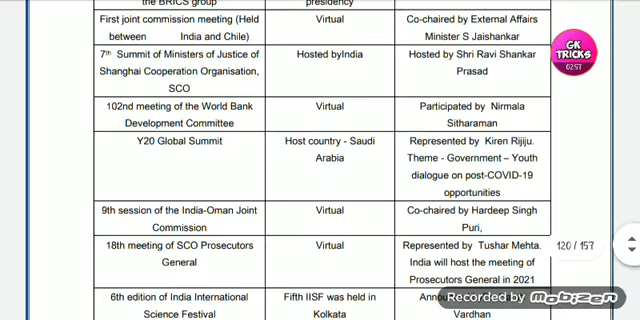 the BRICS group presidency
First joint commission meeting (Held Virtual Co-chaired by External Affairs
between India and Chile) Minister S Jaishankar
7th Summit of Ministers of Justice of Hosted byIndia Hosted by Shri Ravi Shankar
Shanghai Cooperation Organisation, Prasad
SCO
102nd meeting of the World Bank Virtual Participated by Nirmala
Development Committee Sitharaman
Y20 Global Summit Host country - Saudi Represented by Kiren Rijiju.
Arabia Theme - Government – Youth
dialogue on post-COVID-19
opportunities
9th session of the India-Oman Joint Virtual Co-chaired by Hardeep Singh
Commission Puri,
18th meeting of SCO Prosecutors Virtual Represented by Tushar Mehta.
General India will host the meeting of
Prosecutors General in 2021
6th edition of India International Fifth IISF was held in
Science Festival Kolkata Vardhan
GK
TRICKS
02:57
120 / 157
Recorded by mobizen